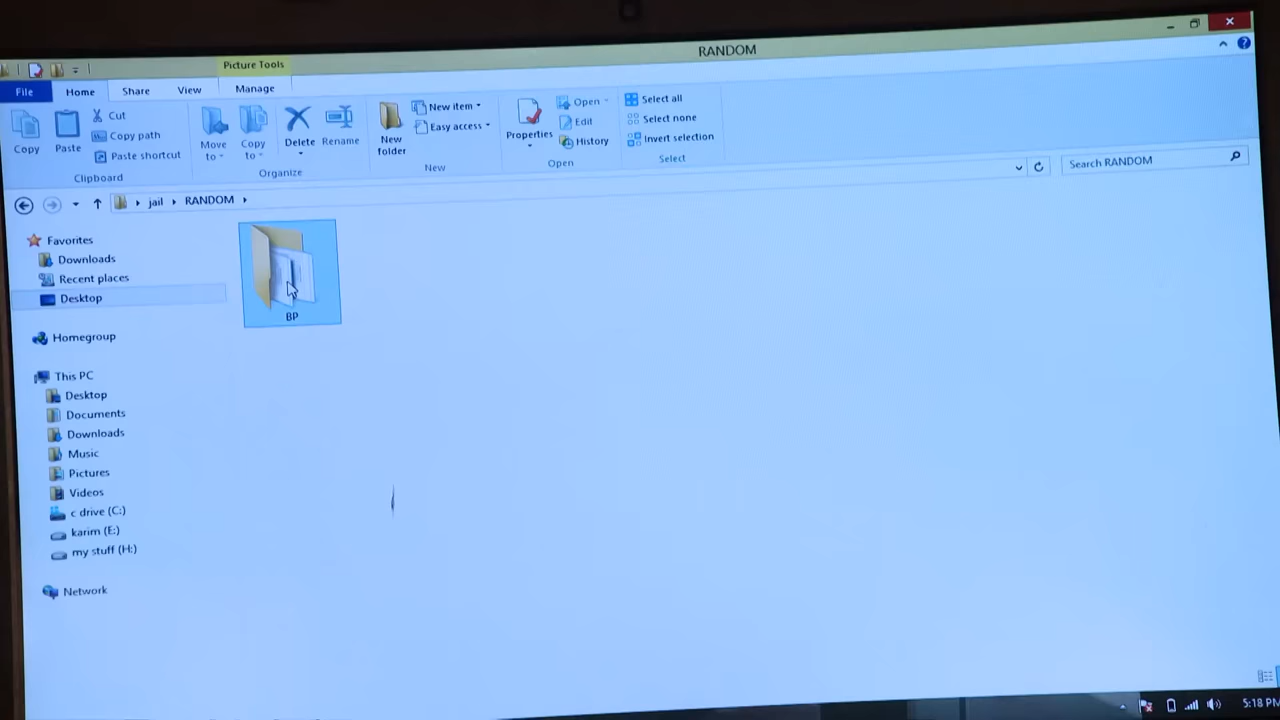 RANDOM
Picture Tools
File Home Share View Manage
Copy
Paste
Cut
Copy path
Paste shortcut
Clipboard
Move to
Copy to
Delete
Rename
Organize
New folder
New item
Easy access
New
Properties
Open
Edit
History
Open
Select all
Select none
Invert selection
Select
jail RANDOM
Search RANDOM
Favorites
Downloads
Recent places
Desktop
Homegroup
This PC
Desktop
Documents
Downloads
Music
Pictures
Videos
c drive (C:)
karim (E:)
my stuff (H:)
Network
BP
5:18 PM